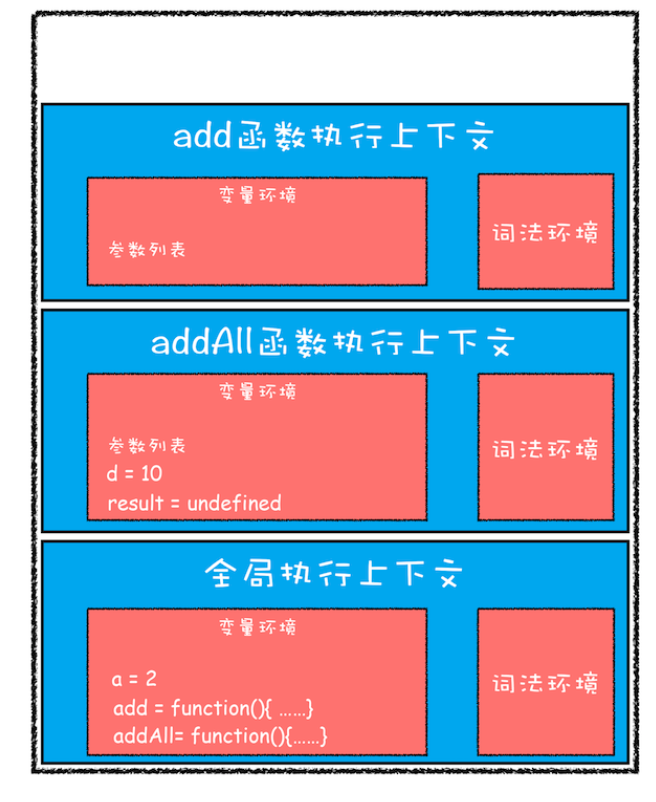 add函数执行上下文
变量环境
参数列表
词法环境
addAll函数执行上下文
变量环境
参数列表
d = 10
result = undefined
词法环境
全局执行上下文
变量环境
a = 2
add = function(){ ......}
addAll= function(){......}
词法环境